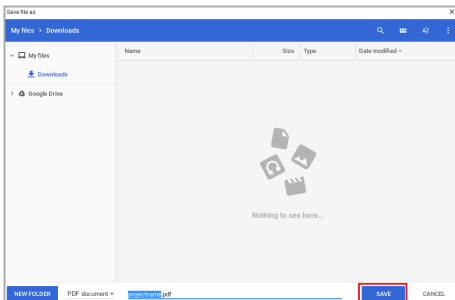 Save file as
My files > Downloads
AZ
My files
Downloads
Google Drive
Name Size Type Date modified
Nothing to see here...
NEW FOLDER PDF document projectname.pdf SAVE CANCEL